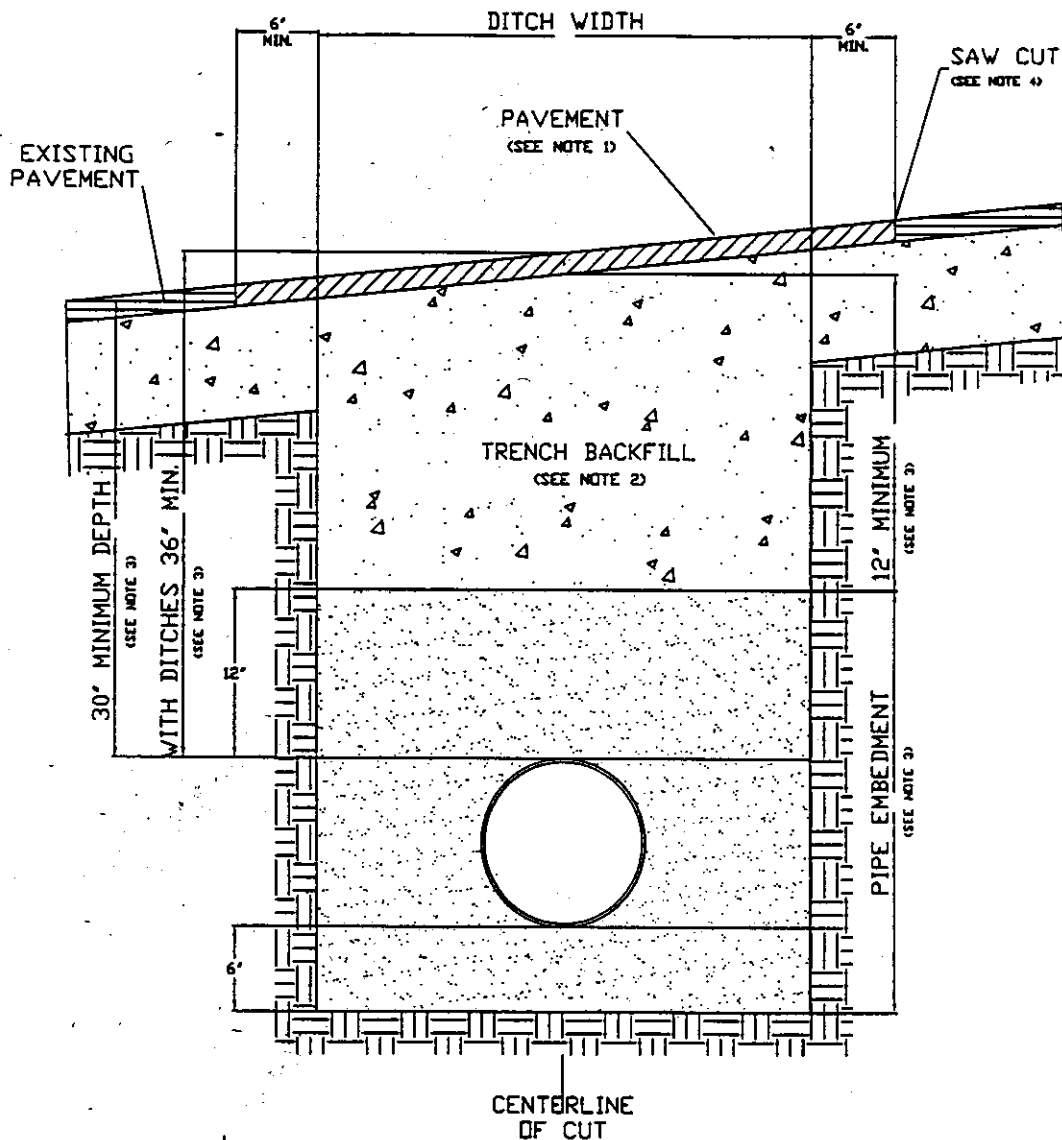 6"
MIN.
DITCH WIDTH
6"
MIN.
SAW CUT
(SEE NOTE 4)
PAVEMENT
(SEE NOTE 1)
EXISTING
PAVEMENT
TRENCH BACKFILL
(SEE NOTE 2)
30" MINIMUM DEPTH
(SEE NOTE 3)
WITH DITCHES 36" MIN.
(SEE NOTE 3)
12" MINIMUM
(SEE NOTE 3)
12"
PIPE EMBEDMENT
(SEE NOTE 3)
6"
CENTERLINE
OF CUT